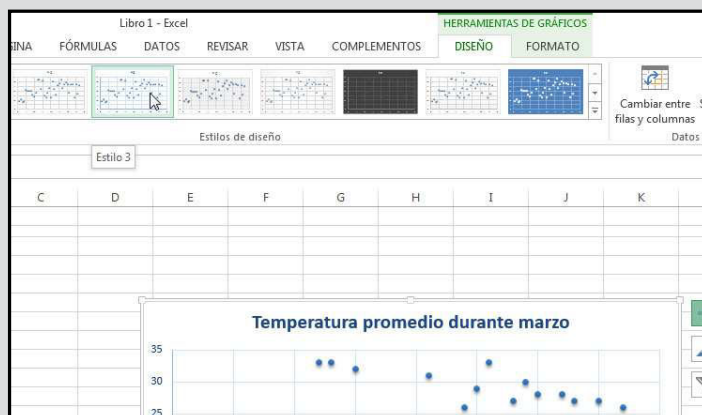 Libro 1 - Excel
HERRAMIENTAS DE GRÁFICOS
FÓRMULAS DATOS REVISAR VISTA COMPLEMENTOS DISEÑO FORMATO
Cambiar entre
filas y columnas
Estilos de diseño
Datos
Estilo 3
C D E F G H I J K
Temperatura promedio durante marzo
35
30
25